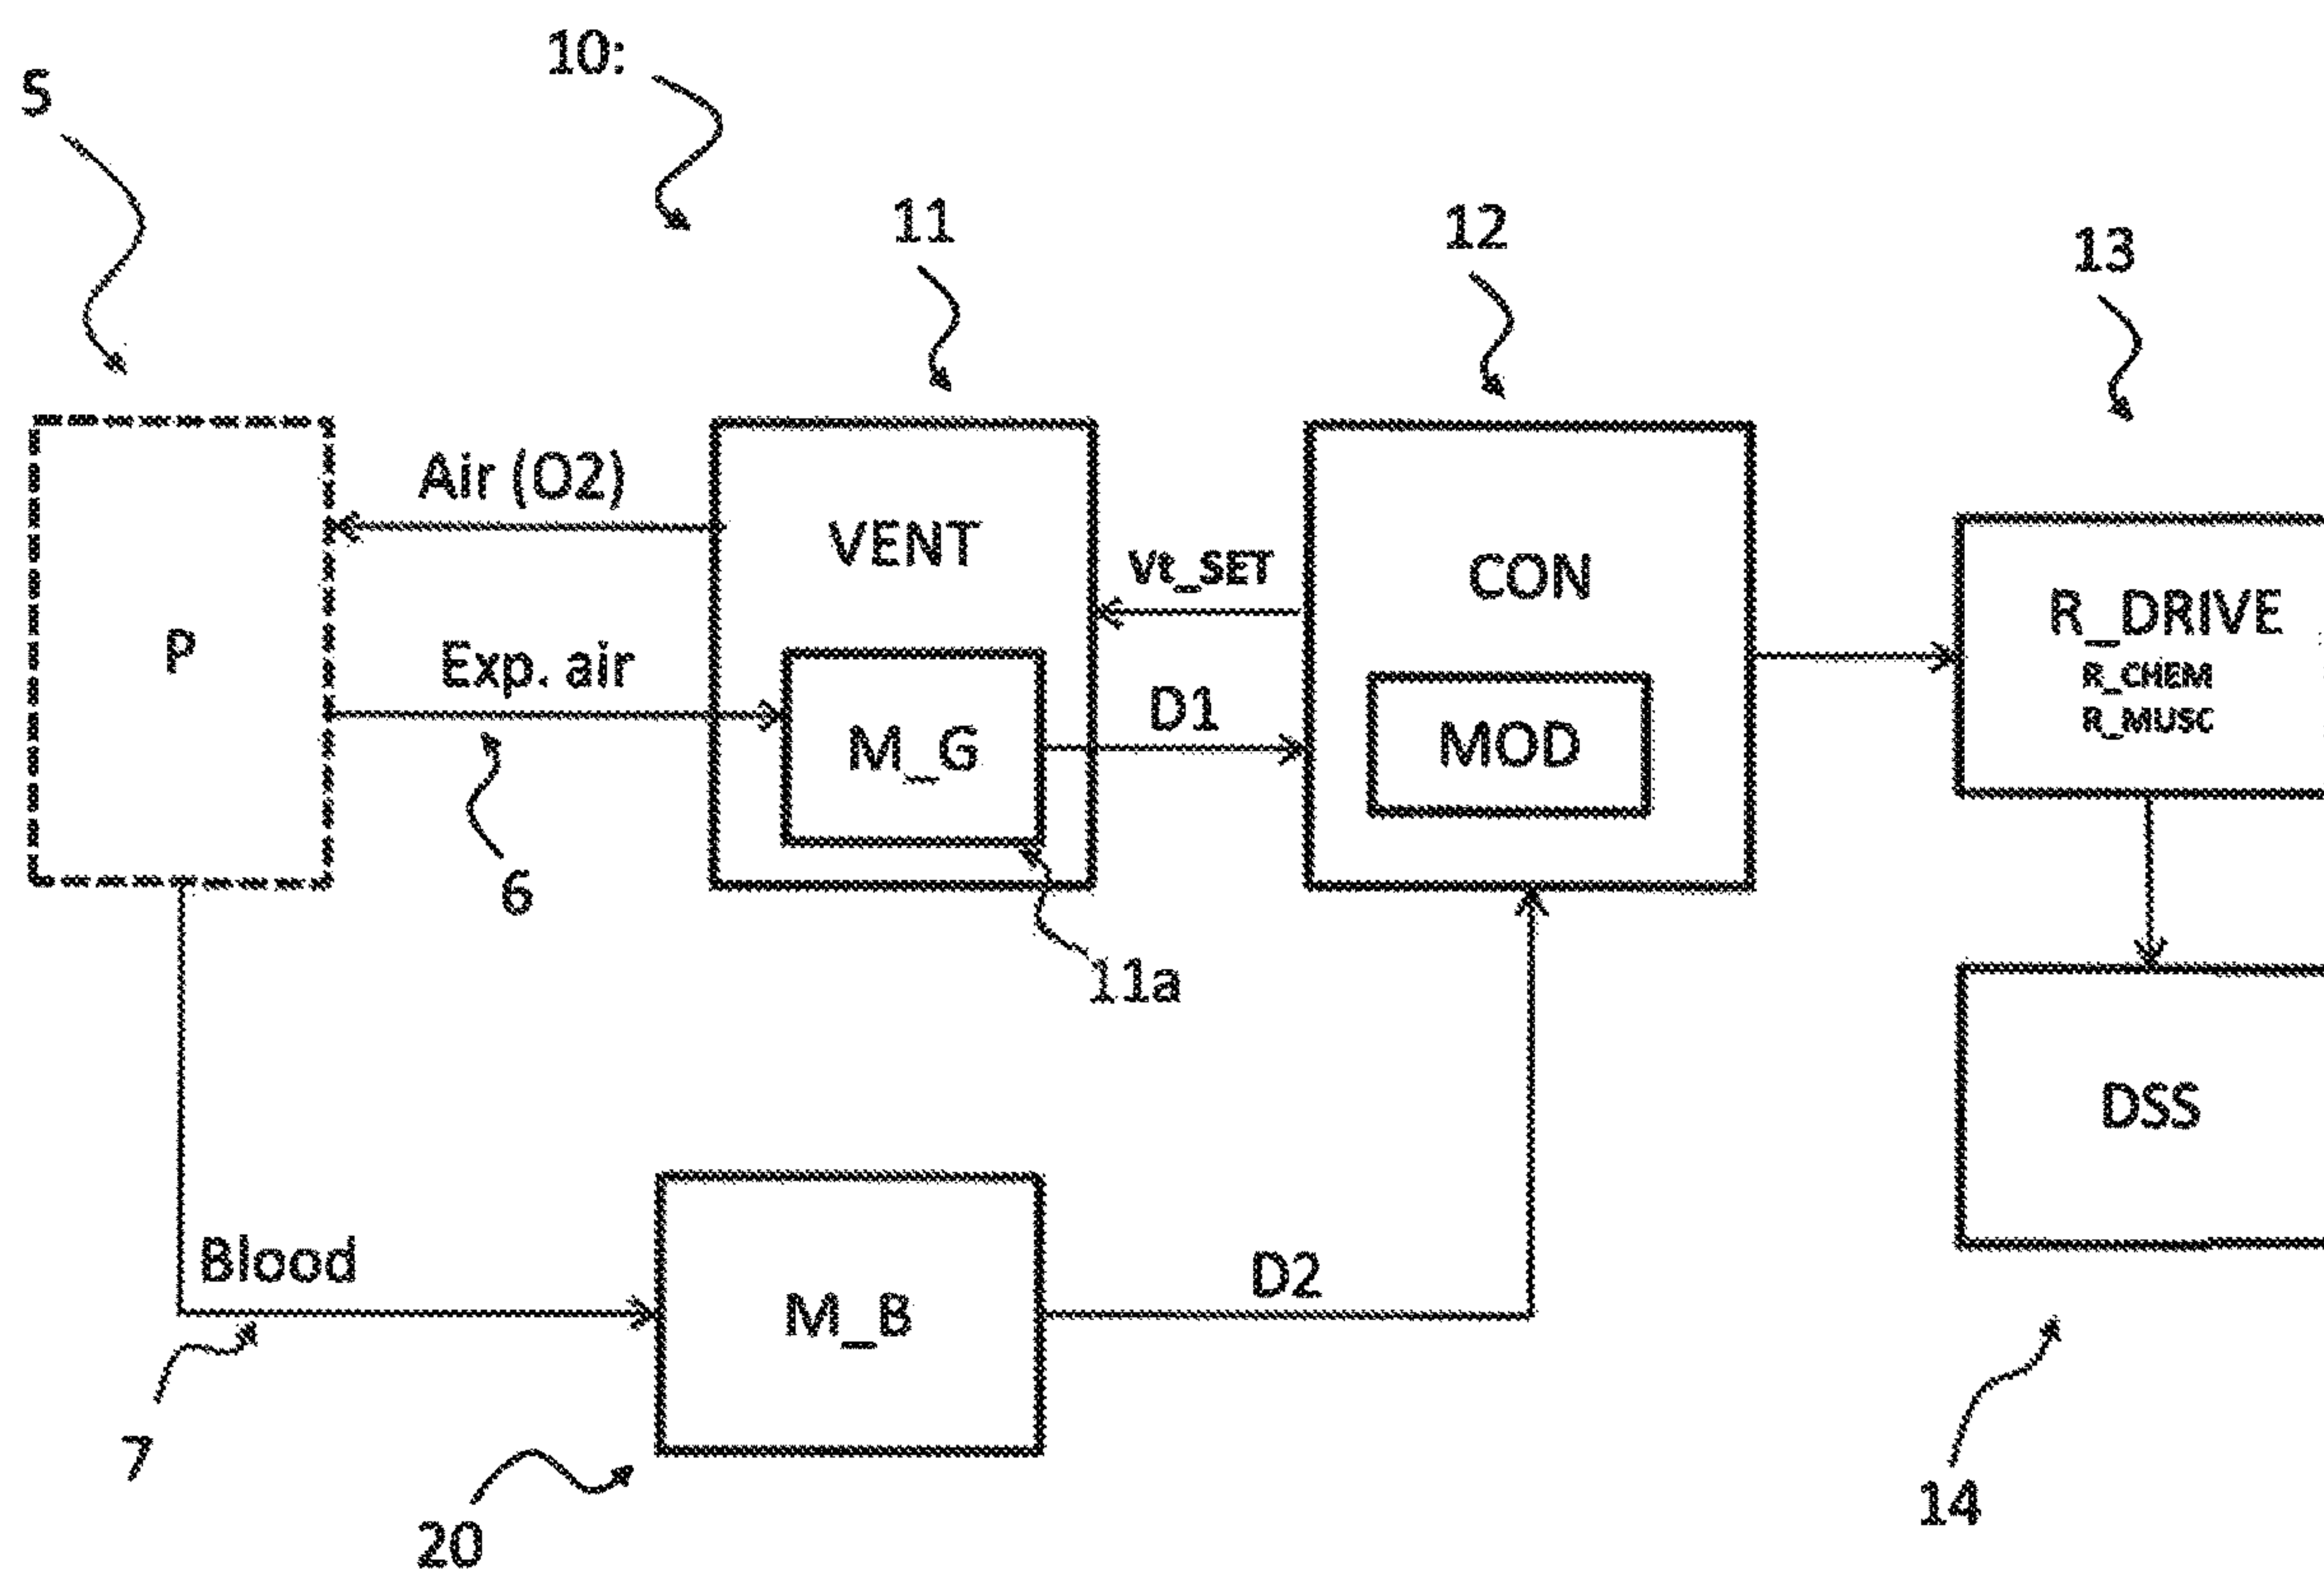 10:
S
11
12
13
Air (O2)
VENT
Vt_SET
CON
R_DRIVE
R_CHEM
R_MUSC
P
Exp. air
M_G
D1
MOD
6
11a
DSS
Blood
M_B
D2
7
20
14